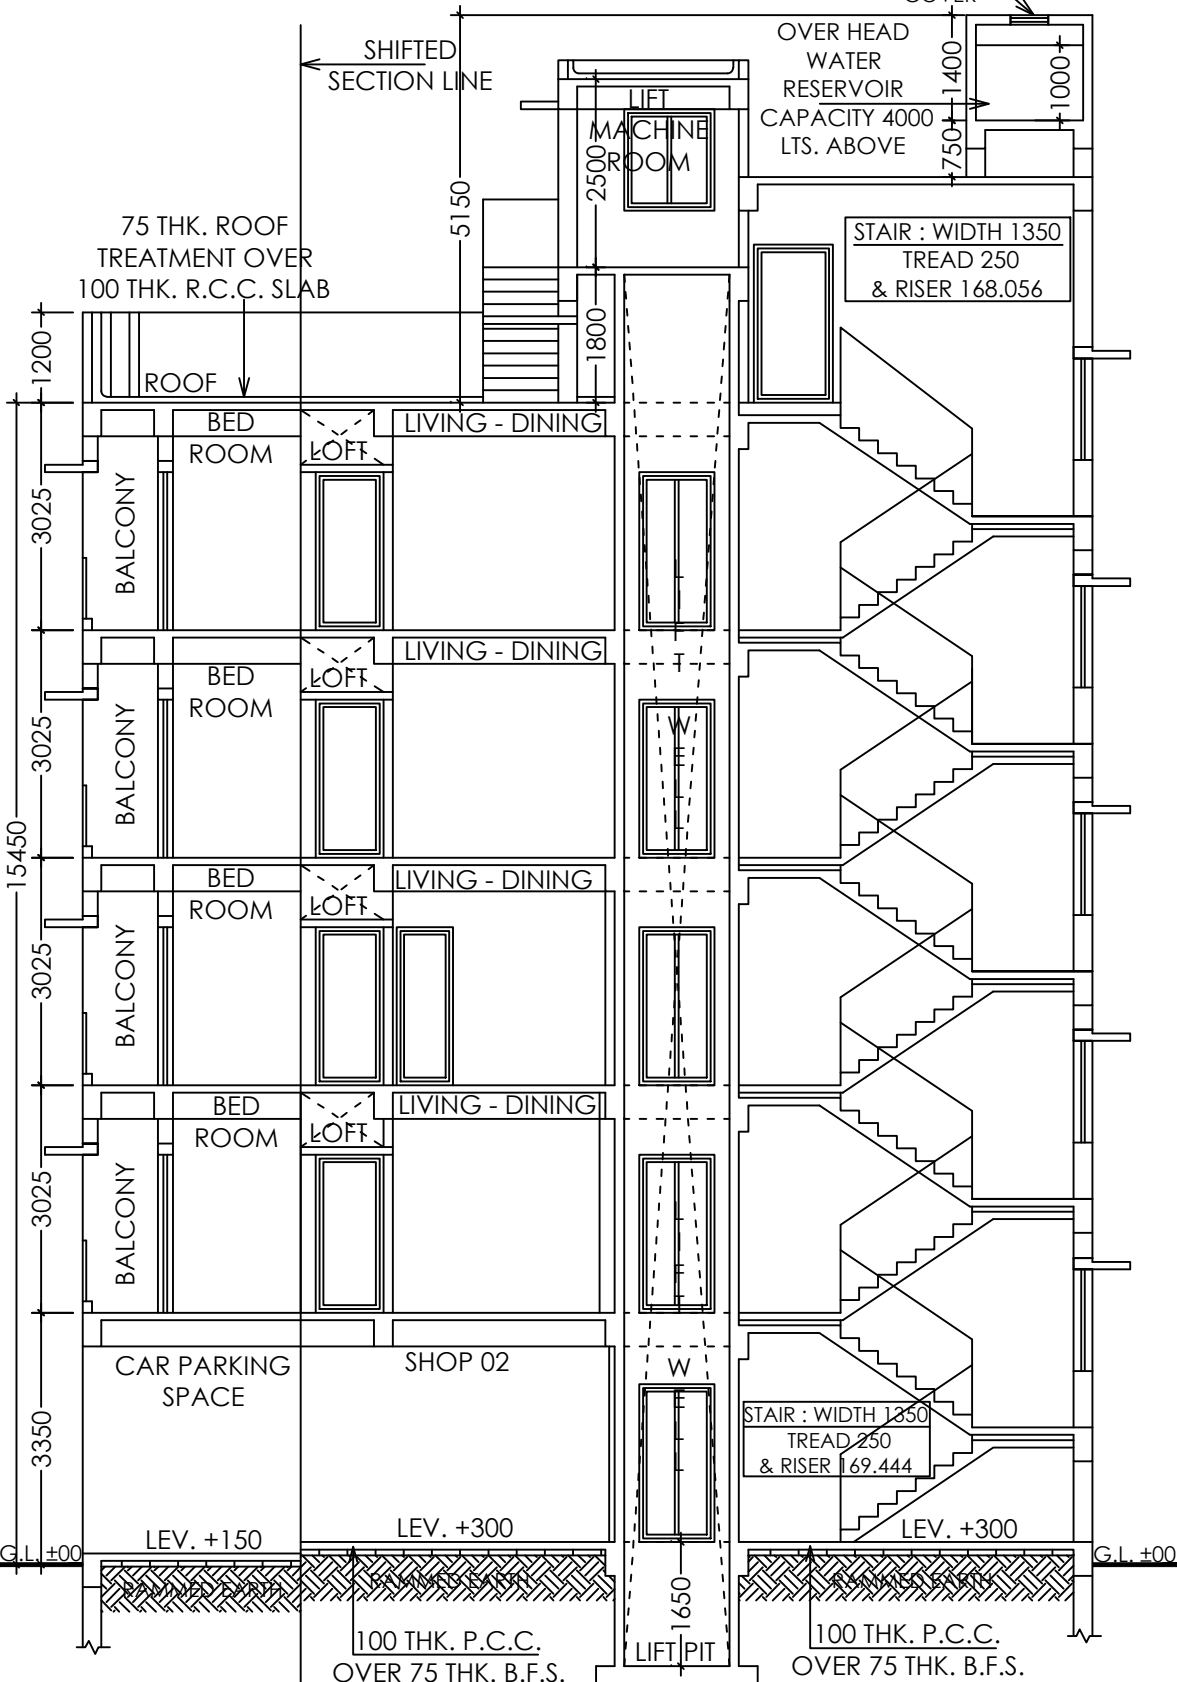 COVER
SHIFTED
SECTION LINE
OVER HEAD
WATER
RESERVOIR
CAPACITY 4000
LTS. ABOVE
1400
1000
750
LIFT
MACHINE
ROOM
2500
5150
1800
75 THK. ROOF
TREATMENT OVER
100 THK. R.C.C. SLAB
STAIR : WIDTH 1350
TREAD 250
& RISER 168.056
1200
ROOF
BED
ROOM
LOFT
LIVING - DINING
BALCONY
3025
BED
ROOM
LOFT
LIVING - DINING
BALCONY
3025
LIFT
WELL
15450
BED
ROOM
LOFT
LIVING - DINING
BALCONY
3025
BED
ROOM
LOFT
LIVING - DINING
BALCONY
3025
LIFT
WELL
CAR PARKING
SPACE
SHOP 02
3350
STAIR : WIDTH 1350
TREAD 250
& RISER 169.444
LEV. +150
LEV. +300
LEV. +300
G.L. ±00
G.L. ±00
RAMMED EARTH
RAMMED EARTH
RAMMED EARTH
1650
LIFT PIT
100 THK. P.C.C.
OVER 75 THK. B.F.S.
100 THK. P.C.C.
OVER 75 THK. B.F.S.